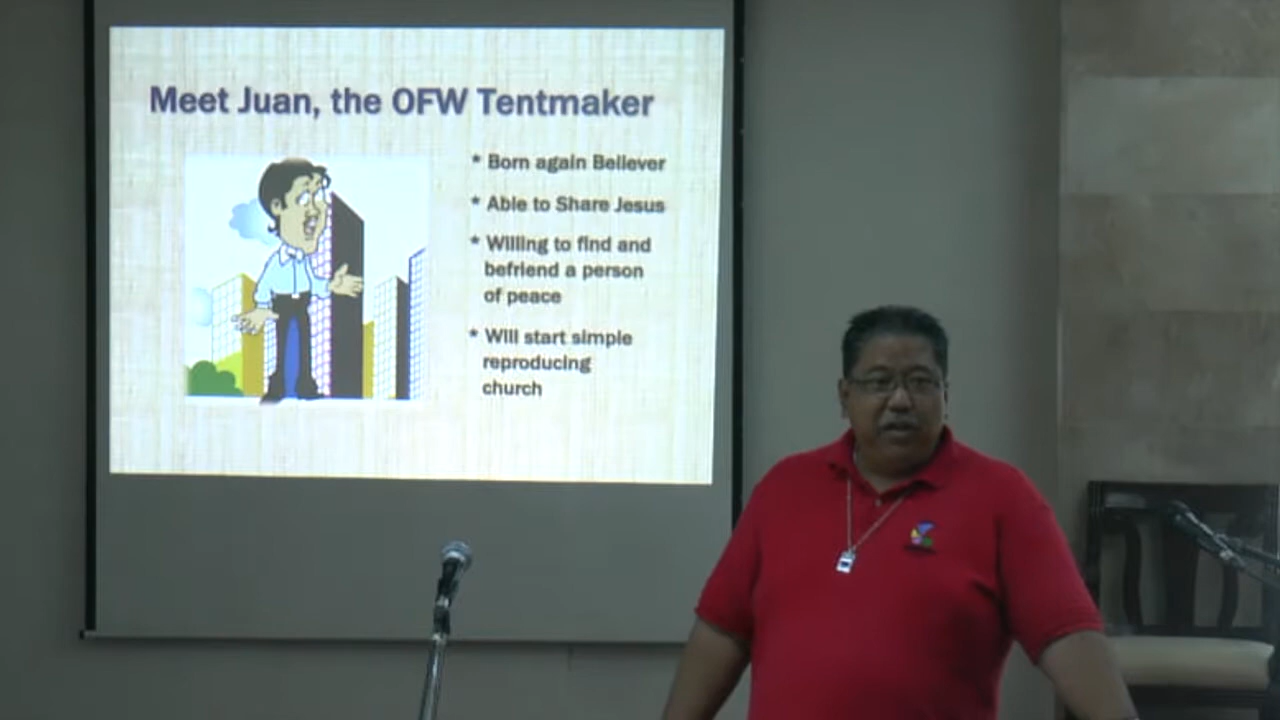 Meet Juan, the OFW Tentmaker
* Born again Believer
* Able to Share Jesus
* Willing to find and
befriend a person
of peace
* Will start simple
reproducing
church